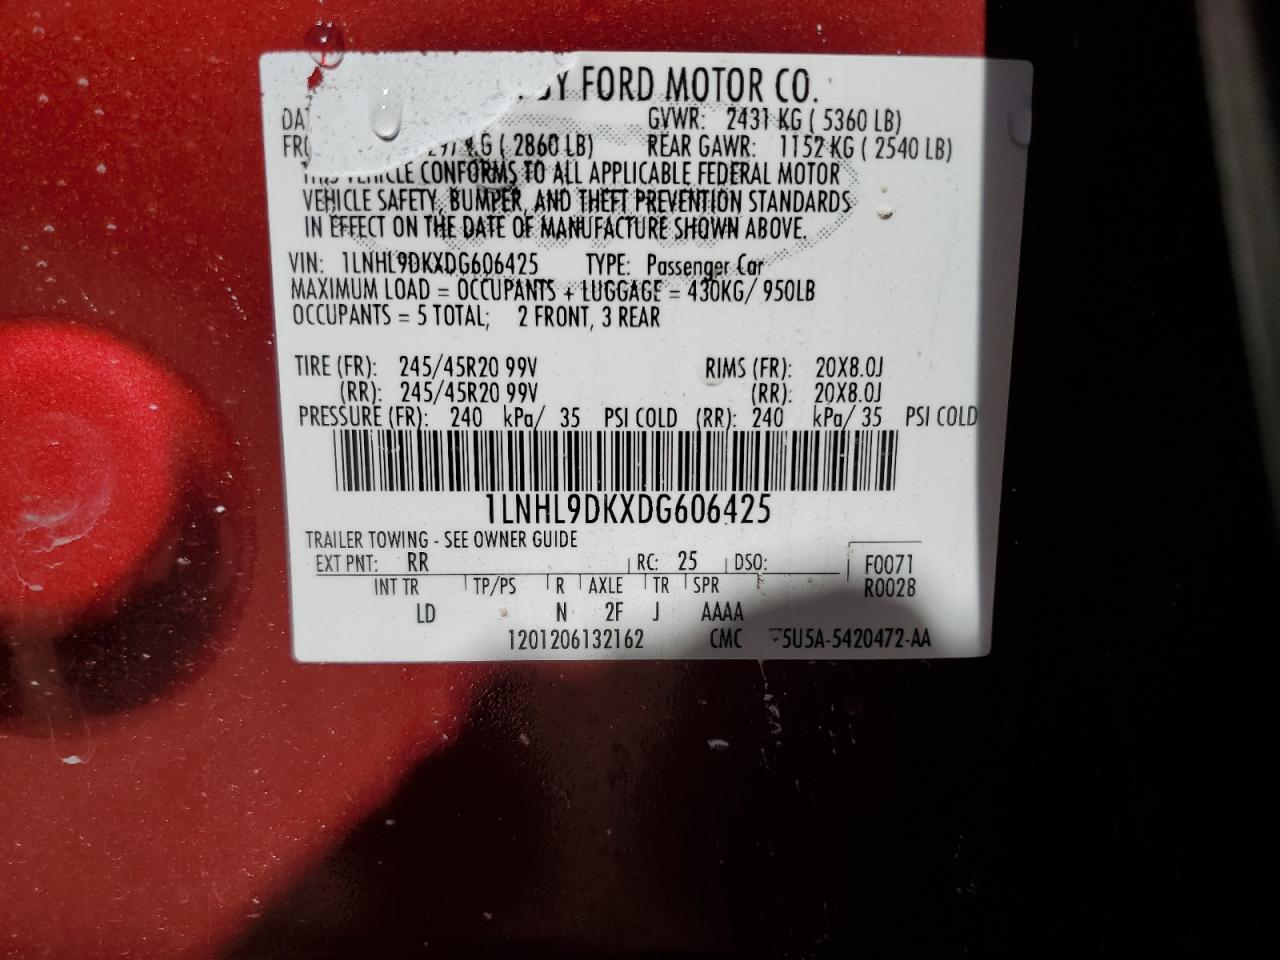 BY FORD MOTOR CO.
GVWR: 2431 KG ( 5360 LB)
KG ( 2860 LB) REAR GAWR: 1152 KG ( 2540 LB)
THIS VEHICLE CONFORMS TO ALL APPLICABLE FEDERAL MOTOR
VEHICLE SAFETY, BUMPER, AND THEFT PREVENTION STANDARDS
IN EFFECT ON THE DATE OF MANUFACTURE SHOWN ABOVE.
VIN: 1LNHL9DKXDG606425 TYPE: Passenger Car
MAXIMUM LOAD = OCCUPANTS + LUGGAGE = 430KG/ 950LB
OCCUPANTS = 5 TOTAL; 2 FRONT, 3 REAR
TIRE (FR): 245/45R20 99V RIMS (FR): 20X8.0J
(RR): 245/45R20 99V (RR): 20X8.0J
PRESSURE (FR): 240 kPa/ 35 PSI COLD (RR): 240 kPa/ 35 PSI COLD
1LNHL9DKXDG606425
TRAILER TOWING - SEE OWNER GUIDE
EXT PNT: RR RC: 25 DSO: F0071
INT TR TP/PS R AXLE TR SPR R0028
LD N 2F J AAAA
1201206132162 CMC 5U5A-5420472-AA